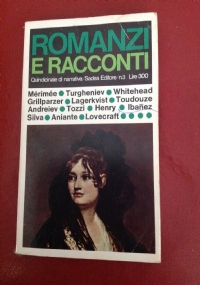 ROMANZI
E RACCONTI
Quindicinale di narrativa Sadea Editore n.3 Lire 300
Mérimée ● Turgheniev ● Whitehead
Grillparzer ● Lagerkvist ● Toudouze
Andreiev ● Tozzi ● Henry ● Ibañez
Silva ● Aniante ● Lovecraft ● ● ● ●